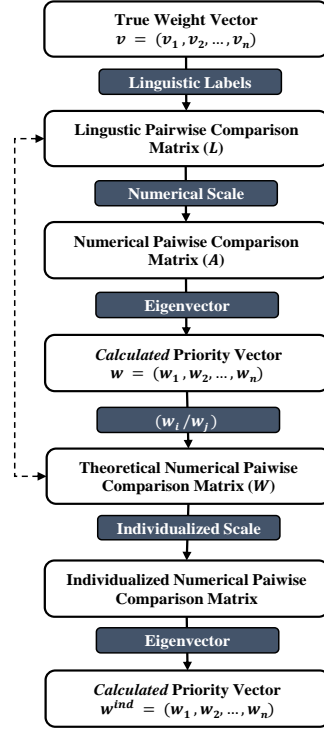 True Weight Vector
v = (v₁, v₂, ..., vₙ)
Linguistic Labels
Lingustic Pairwise Comparison
Matrix (L)
Numerical Scale
Numerical Paiwise Comparison
Matrix (A)
Eigenvector
Calculated Priority Vector
w = (w₁, w₂, ..., wₙ)
(wᵢ/wⱼ)
Theoretical Numerical Paiwise
Comparison Matrix (W)
Individualized Scale
Individualized Numerical Paiwise
Comparison Matrix
Eigenvector
Calculated Priority Vector
wⁱⁿᵈ = (w₁, w₂, ..., wₙ)